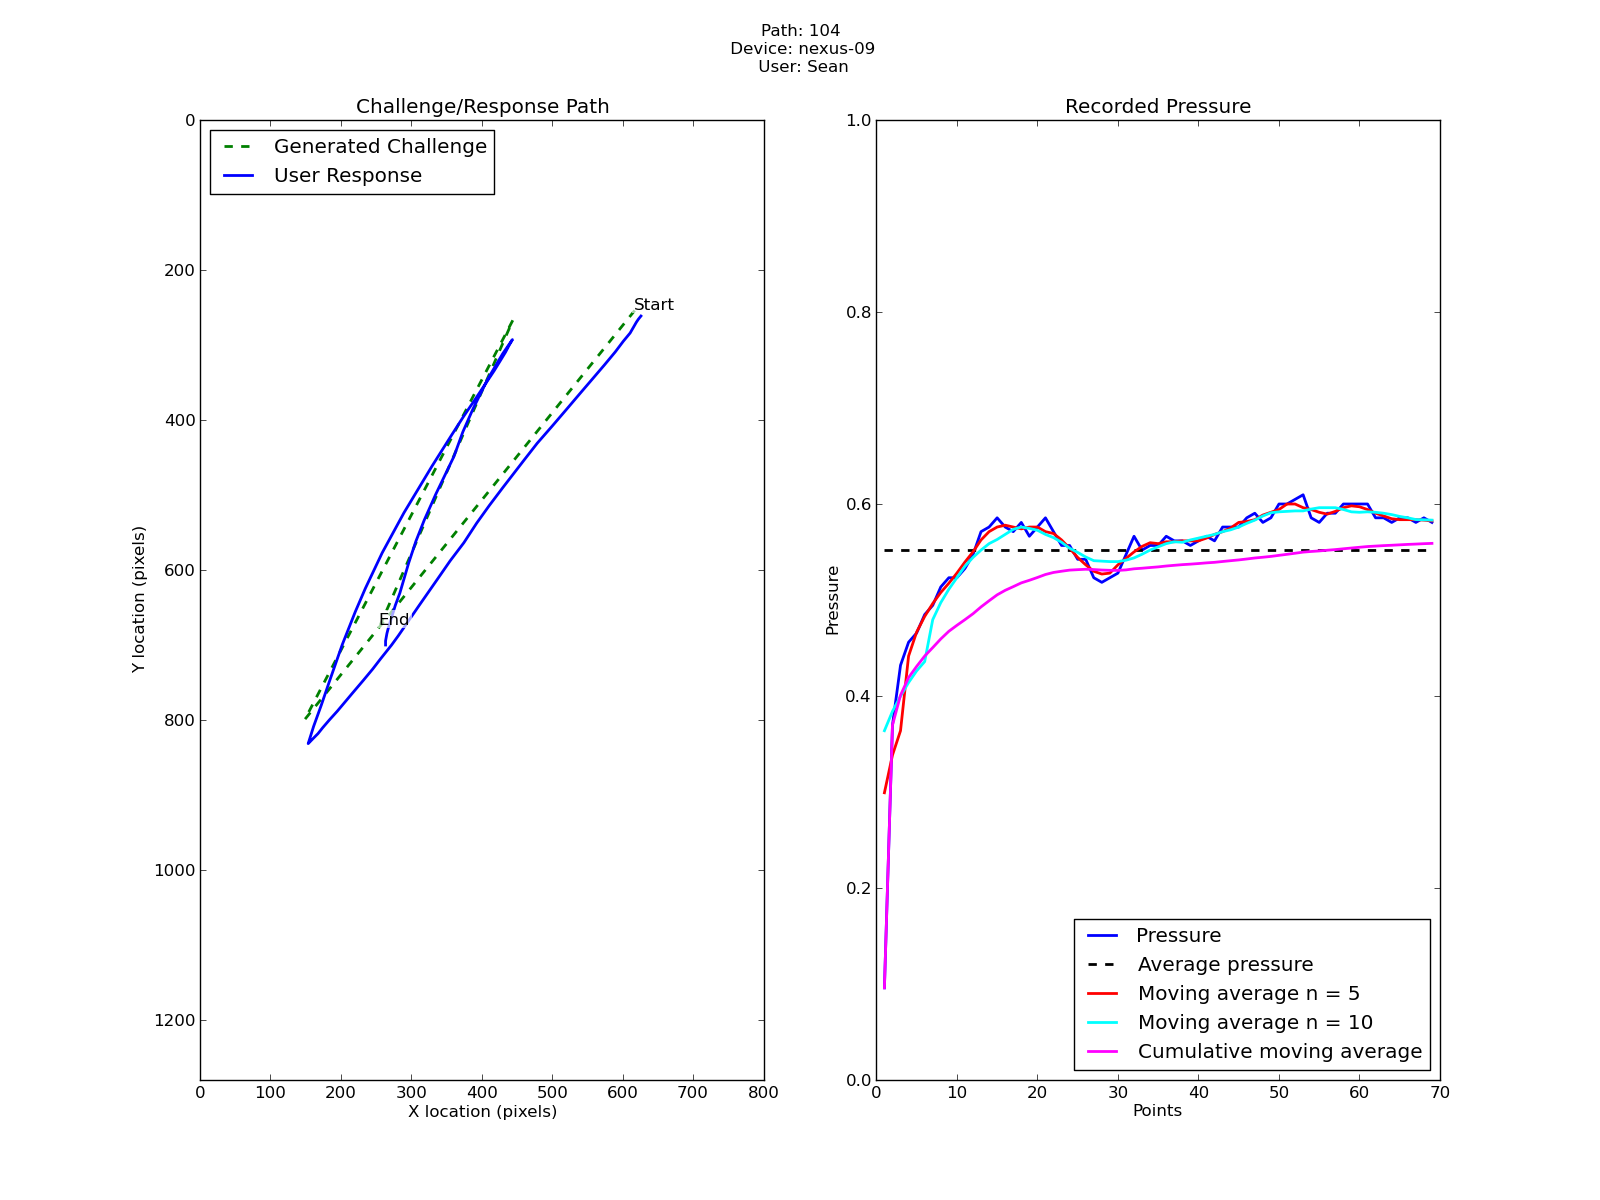 Path: 104
Device: nexus-09
User: Sean
Challenge/Response Path
Generated Challenge
User Response
Start
End
0
200
400
600
800
1000
1200
Y location (pixels)
0 100 200 300 400 500 600 700 800
X location (pixels)
Recorded Pressure
1.0
0.8
0.6
0.4
0.2
0.0
Pressure
Pressure
Average pressure
Moving average n = 5
Moving average n = 10
Cumulative moving average
0 10 20 30 40 50 60 70
Points